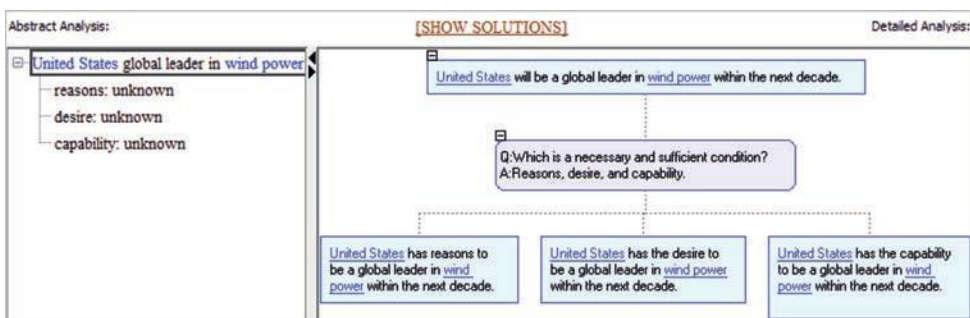 Abstract Analysis:
[SHOW SOLUTIONS]
Detailed Analysis:
United States global leader in wind power
reasons: unknown
desire: unknown
capability: unknown
United States will be a global leader in wind power within the next decade.
Q:Which is a necessary and sufficient condition?
A:Reasons, desire, and capability.
United States has reasons to
be a global leader in wind
power within the next decade.
United States has the desire to
be a global leader in wind power
within the next decade.
United States has the capability
to be a global leader in wind
power within the next decade.